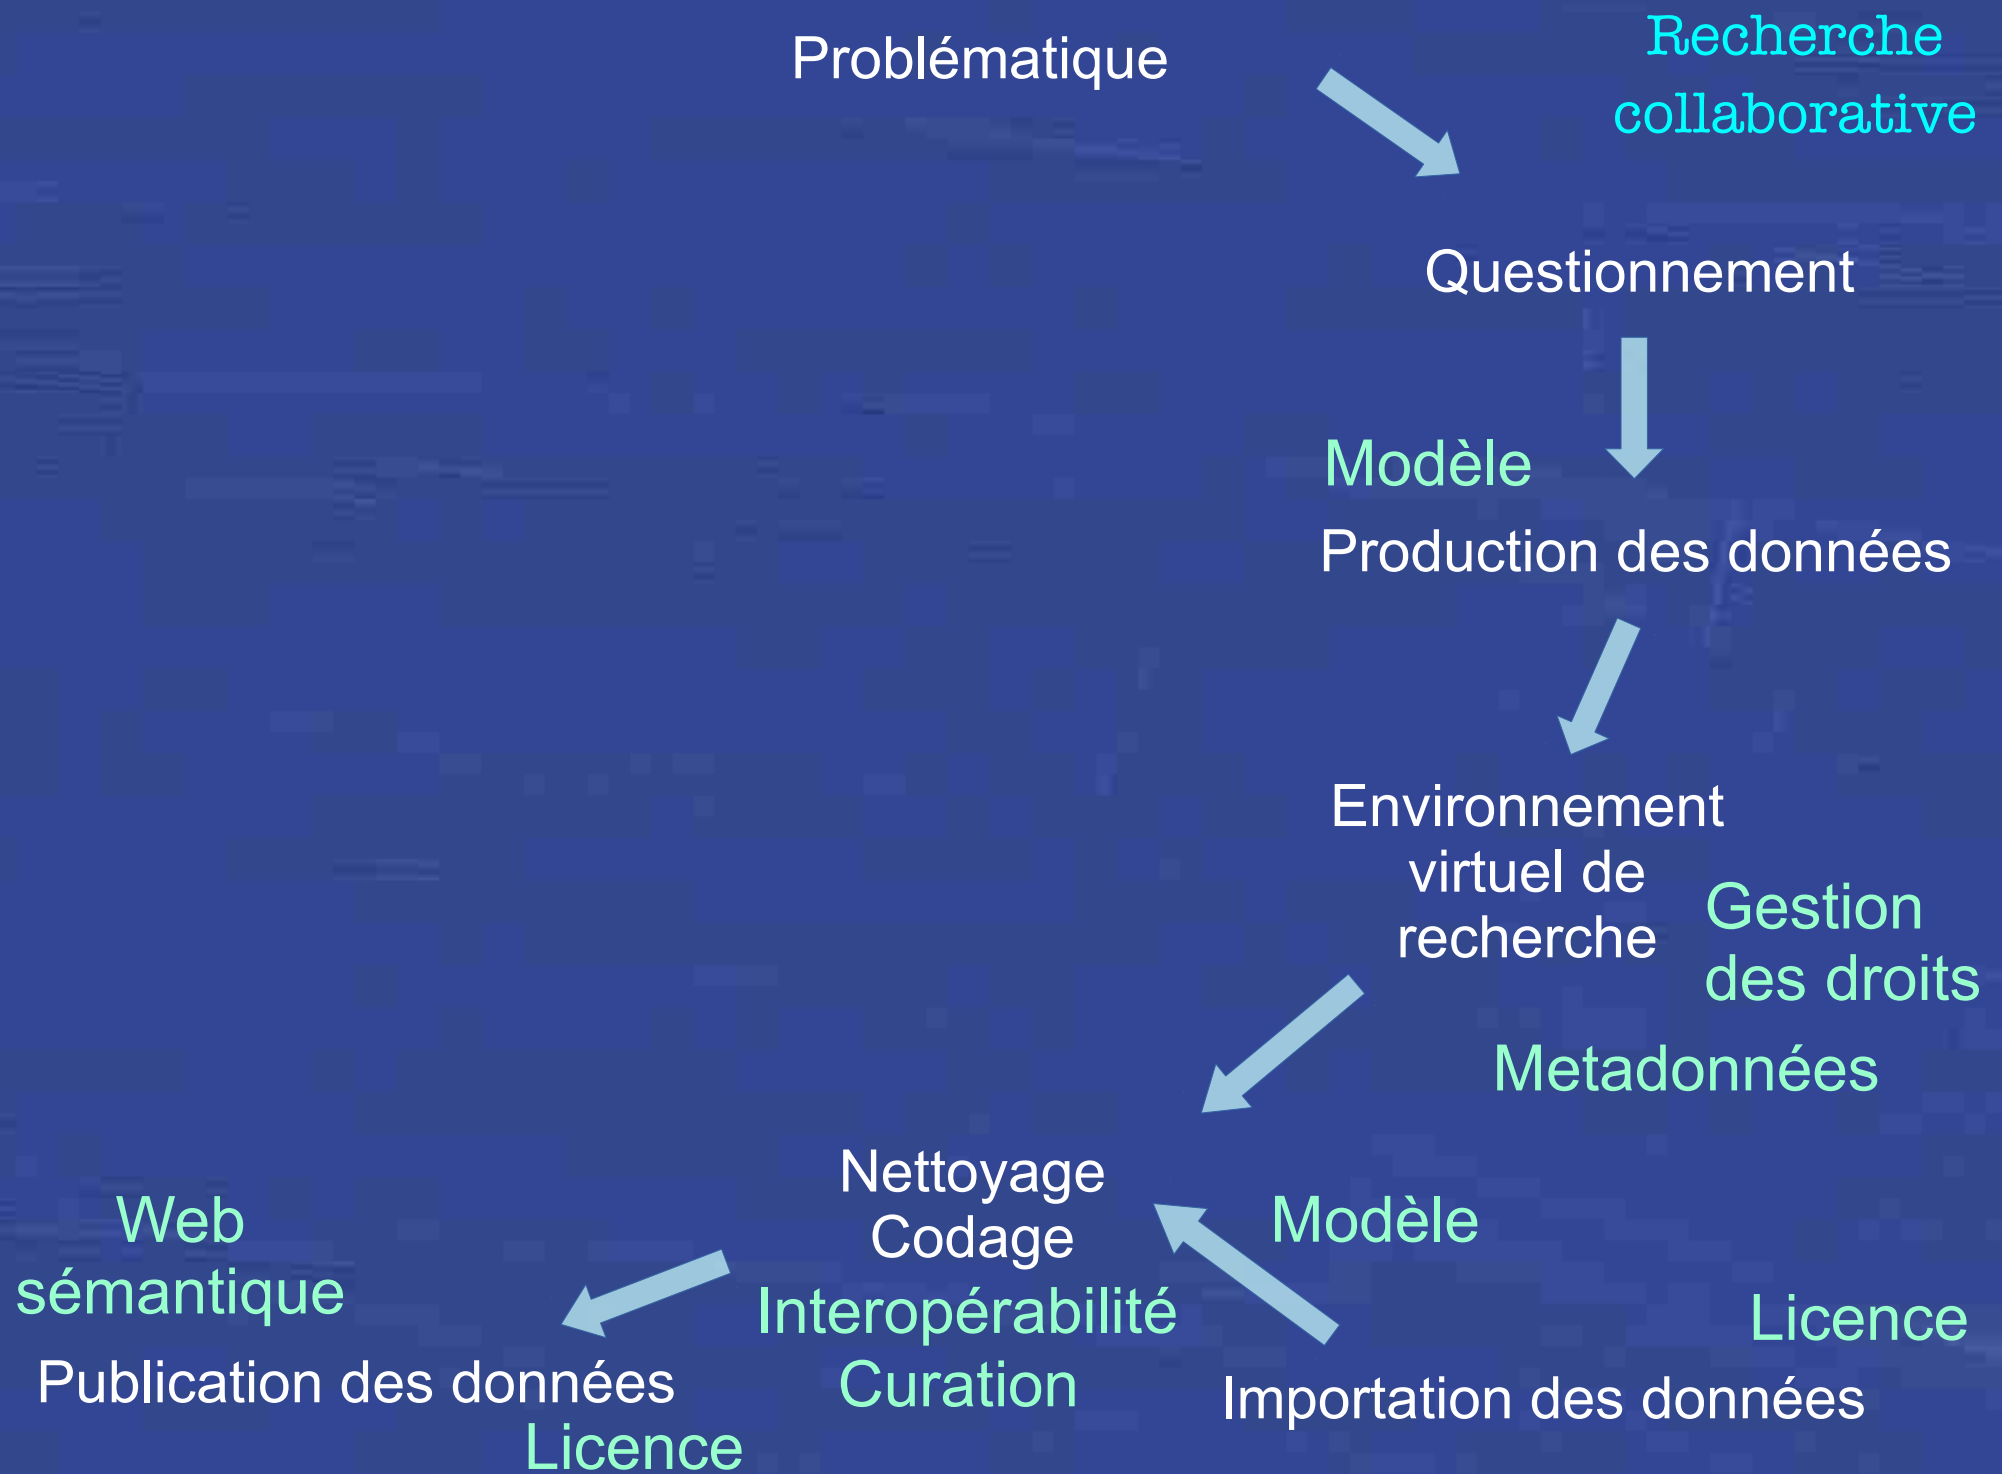 Problématique
Recherche
collaborative
Questionnement
Modèle
Production des données
Environnement
virtuel de
recherche
Gestion
des droits
Metadonnées
Nettoyage
Codage
Interopérabilité
Curation
Modèle
Licence
Importation des données
Web
sémantique
Publication des données
Licence